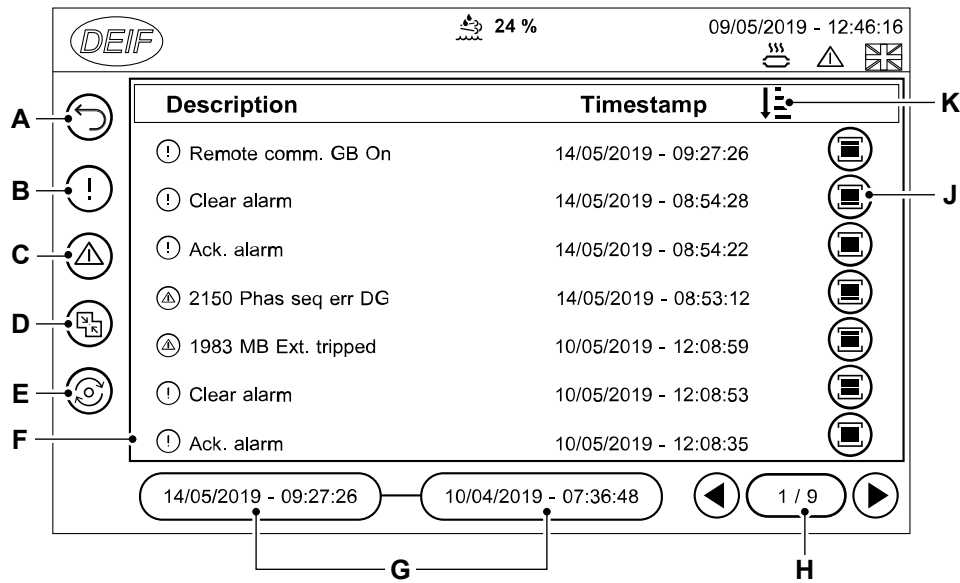 DEIF 24 % 09/05/2019 - 12:46:16
Description Timestamp K
A
Remote comm. GB On 14/05/2019 - 09:27:26
B Clear alarm 14/05/2019 - 08:54:28 J
C Ack. alarm 14/05/2019 - 08:54:22
2150 Phas seq err DG 14/05/2019 - 08:53:12
D
1983 MB Ext. tripped 10/05/2019 - 12:08:59
E Clear alarm 10/05/2019 - 12:08:53
F Ack. alarm 10/05/2019 - 12:08:35
14/05/2019 - 09:27:26 10/04/2019 - 07:36:48 1 / 9
G H